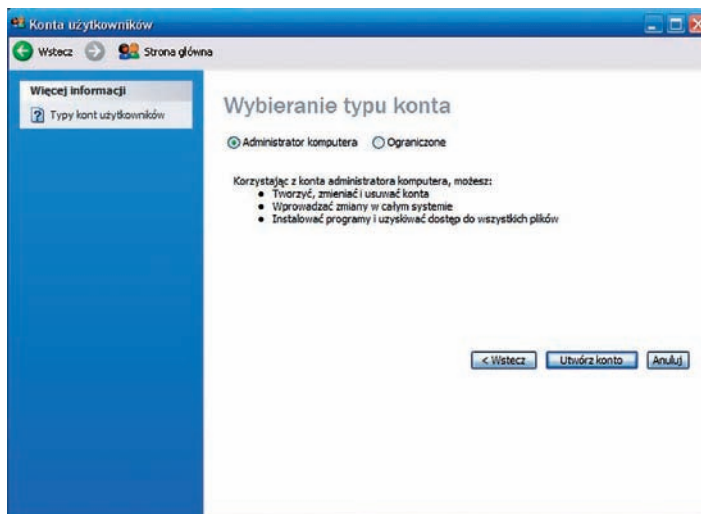 Konta użytkowników
Wstecz Strona główna
Więcej informacji
Typy kont użytkowników
Wybieranie typu konta
Administrator komputera Ograniczone
Korzystając z konta administratora komputera, możesz:
• Tworzyć, zmieniać i usuwać konta
• Wprowadzać zmiany w całym systemie
• Instalować programy i uzyskiwać dostęp do wszystkich plików
< Wstecz Utwórz konto Anuluj